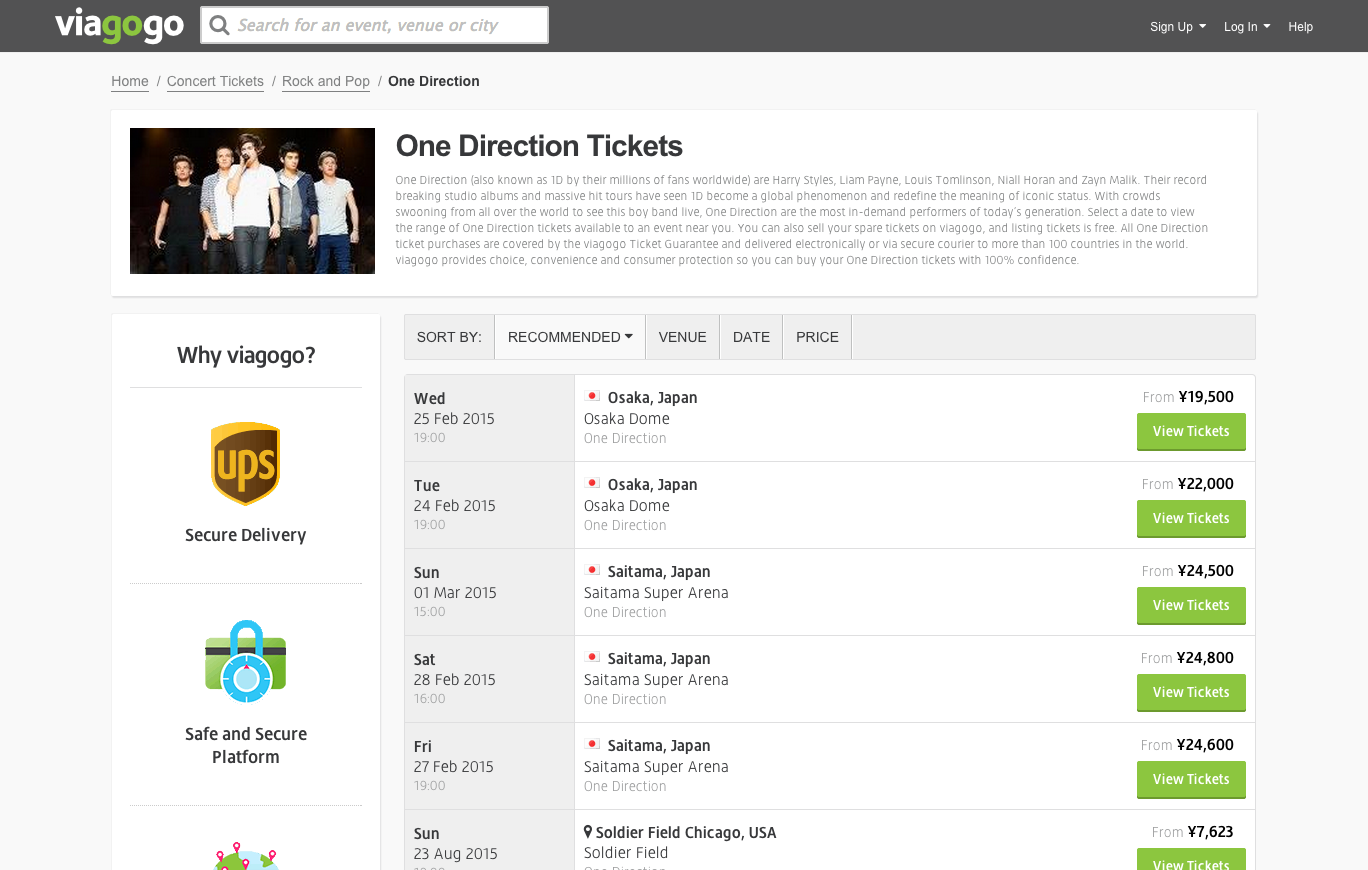 viagogo
Search for an event, venue or city
Sign Up
Log In
Help
Home / Concert Tickets / Rock and Pop / One Direction
One Direction Tickets
One Direction (also known as 1D by their millions of fans worldwide) are Harry Styles, Liam Payne, Louis Tomlinson, Niall Horan and Zayn Malik. Their record
breaking studio albums and massive hit tours have seen 1D become a global phenomenon and redefine the meaning of iconic status. With crowds
swooning from all over the world to see this boy band live, One Direction are the most in-demand performers of today's generation. Select a date to view
the range of One Direction tickets available to an event near you. You can also sell your spare tickets on viagogo, and listing tickets is free. All One Direction
ticket purchases are covered by the viagogo Ticket Guarantee and delivered electronically or via secure courier to more than 100 countries in the world.
viagogo provides choice, convenience and consumer protection so you can buy your One Direction tickets with 100% confidence.
Why viagogo?
ups
Secure Delivery
Safe and Secure
Platform
SORT BY: RECOMMENDED VENUE DATE PRICE
Wed
25 Feb 2015
19:00
Osaka, Japan
Osaka Dome
One Direction
From ¥19,500
View Tickets
Tue
24 Feb 2015
19:00
Osaka, Japan
Osaka Dome
One Direction
From ¥22,000
View Tickets
Sun
01 Mar 2015
15:00
Saitama, Japan
Saitama Super Arena
One Direction
From ¥24,500
View Tickets
Sat
28 Feb 2015
16:00
Saitama, Japan
Saitama Super Arena
One Direction
From ¥24,800
View Tickets
Fri
27 Feb 2015
19:00
Saitama, Japan
Saitama Super Arena
One Direction
From ¥24,600
View Tickets
Sun
23 Aug 2015
Soldier Field Chicago, USA
Soldier Field
One Direction
From ¥7,623
View Tickets